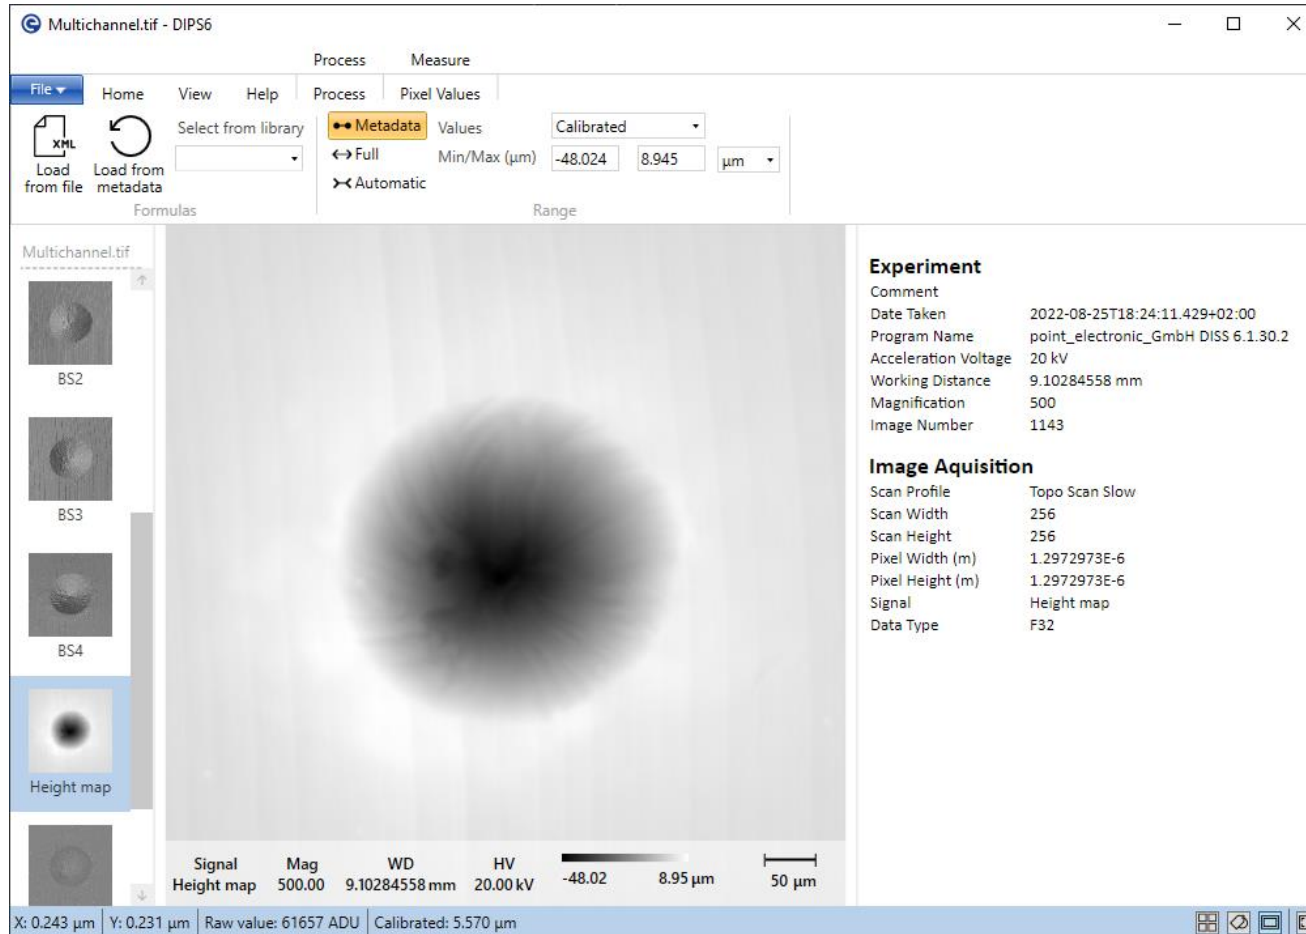 Multichannel.tif - DIPS6
Process Measure
File Home View Help Process Pixel Values
XML
Load from file
Load from metadata
Select from library
Formulas
Metadata
Full
Automatic
Values Calibrated
Min/Max (µm) -48.024 8.945 µm
Range
Multichannel.tif
BS2
BS3
BS4
Height map
Signal Mag WD HV
Height map 500.00 9.10284558 mm 20.00 kV
-48.02 8.95 µm
50 µm
Experiment
Comment
Date Taken 2022-08-25T18:24:11.429+02:00
Program Name point_electronic_GmbH DISS 6.1.30.2
Acceleration Voltage 20 kV
Working Distance 9.10284558 mm
Magnification 500
Image Number 1143
Image Aquisition
Scan Profile Topo Scan Slow
Scan Width 256
Scan Height 256
Pixel Width (m) 1.2972973E-6
Pixel Height (m) 1.2972973E-6
Signal Height map
Data Type F32
X: 0.243 µm Y: 0.231 µm Raw value: 61657 ADU Calibrated: 5.570 µm